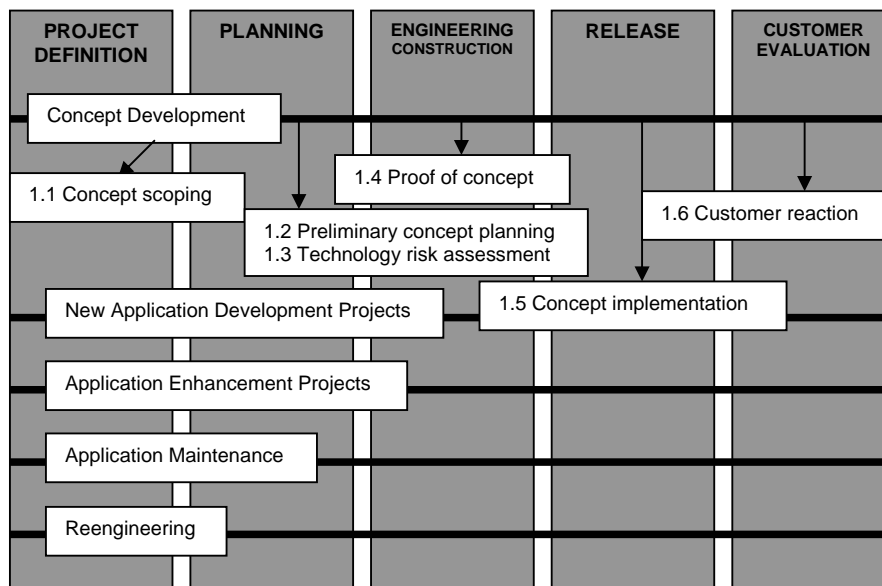 PROJECT
DEFINITION
PLANNING
ENGINEERING
CONSTRUCTION
RELEASE
CUSTOMER
EVALUATION
Concept Development
1.1 Concept scoping
1.4 Proof of concept
1.6 Customer reaction
1.2 Preliminary concept planning
1.3 Technology risk assessment
1.5 Concept implementation
New Application Development Projects
Application Enhancement Projects
Application Maintenance
Reengineering